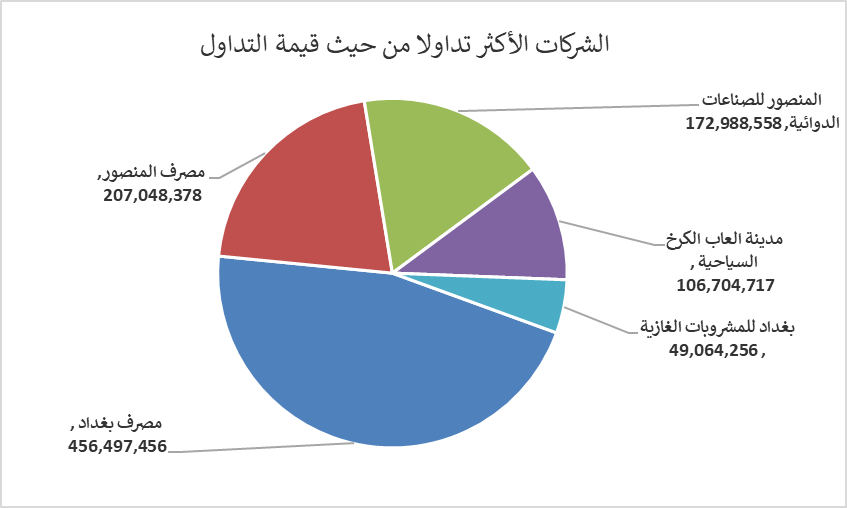 الشركات الأكثر تداولا من حيث قيمة التداول
المنصور للصناعات
الدوائية, 172,988,558
مصرف المنصور,
207,048,378
مدينة العاب الكرخ
السياحية ,
106,704,717
بغداد للمشروبات الغازية
, 49,064,256
مصرف بغداد ,
456,497,456